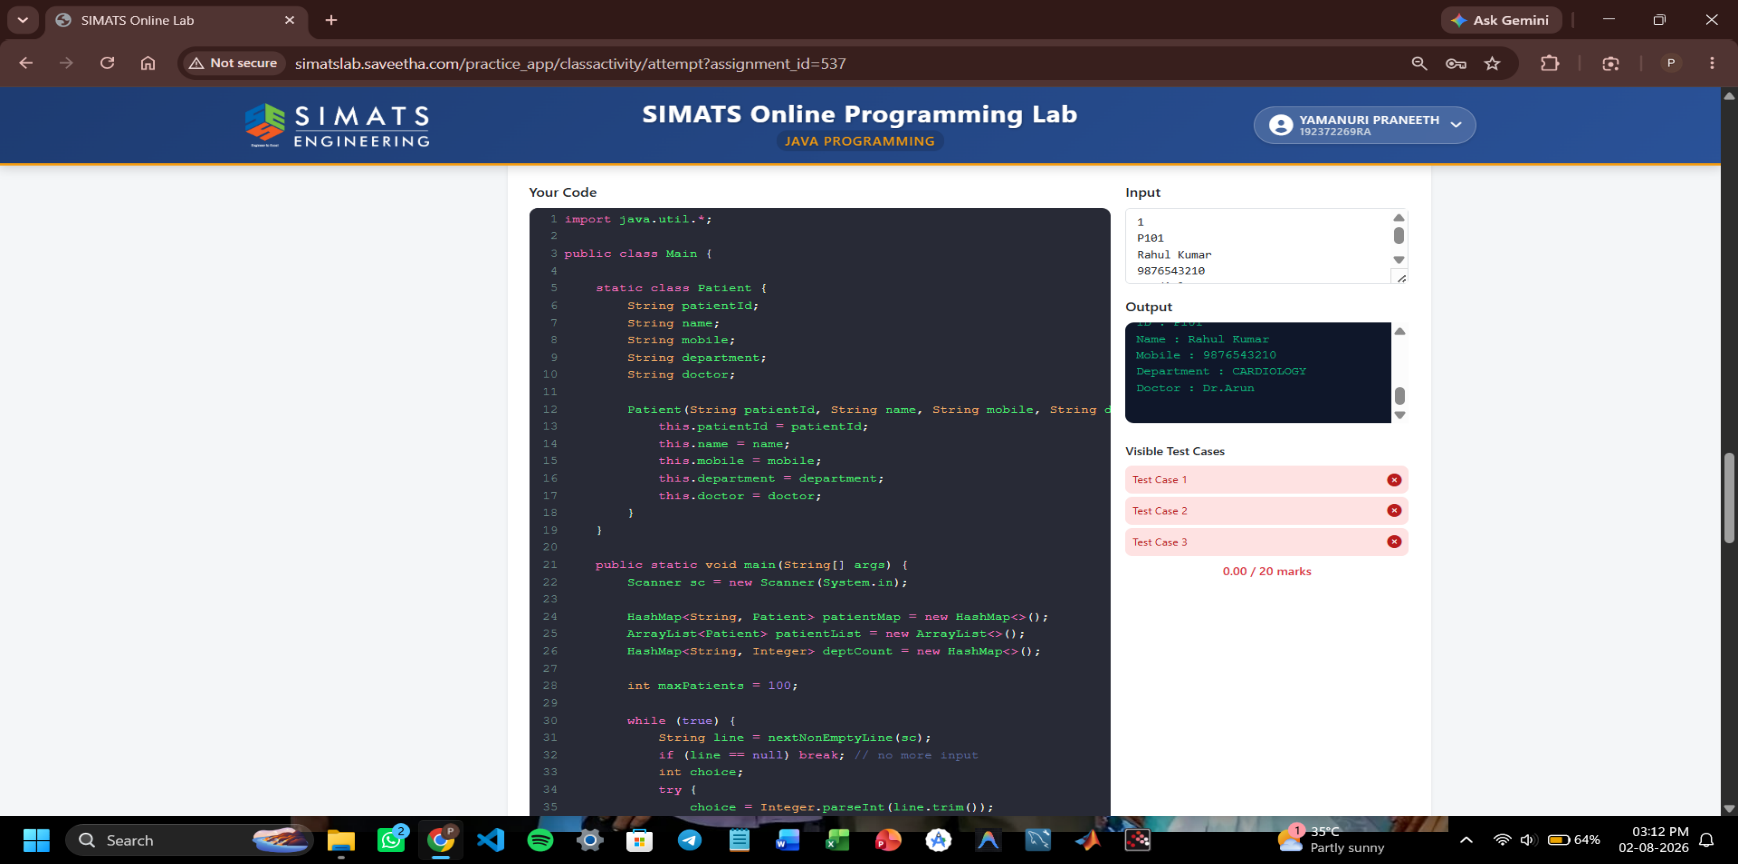 SIMATS Online Lab
Ask Gemini
Not secure
simatslab.saveetha.com/practice_app/classactivity/attempt?assignment_id=537
P
SIMATS
ENGINEERING
SIMATS Online Programming Lab
JAVA PROGRAMMING
YAMANURI PRANEETH
192372269RA
Your Code
1 import java.util.*;
2
3 public class Main {
4
5 static class Patient {
6 String patientId;
7 String name;
8 String mobile;
9 String department;
10 String doctor;
11
12 Patient(String patientId, String name, String mobile, String d
13 this.patientId = patientId;
14 this.name = name;
15 this.mobile = mobile;
16 this.department = department;
17 this.doctor = doctor;
18 }
19 }
20
21 public static void main(String[] args) {
22 Scanner sc = new Scanner(System.in);
23
24 HashMap<String, Patient> patientMap = new HashMap<>();
25 ArrayList<Patient> patientList = new ArrayList<>();
26 HashMap<String, Integer> deptCount = new HashMap<>();
27
28 int maxPatients = 100;
29
30 while (true) {
31 String line = nextNonEmptyLine(sc);
32 if (line == null) break; // no more input
33 int choice;
34 try {
35 choice = Integer.parseInt(line.trim());
Input
1
P101
Rahul Kumar
9876543210
Output
ID : P101
Name : Rahul Kumar
Mobile : 9876543210
Department : CARDIOLOGY
Doctor : Dr.Arun
Visible Test Cases
Test Case 1
Test Case 2
Test Case 3
0.00 / 20 marks
Search
2
P
1
35°C
Partly sunny
64%
03:12 PM
02-08-2026